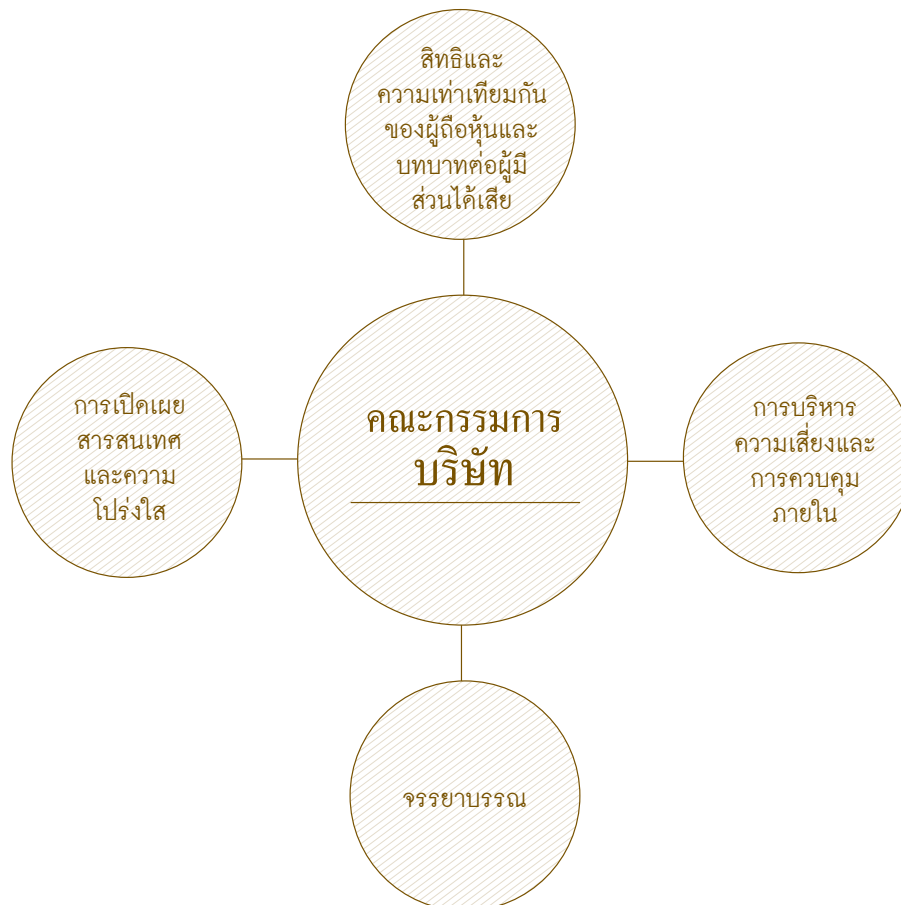 สิทธิและ
ความเท่าเทียมกัน
ของผู้ถือหุ้นและ
บทบาทต่อผู้มี
ส่วนได้เสีย
การเปิดเผย
สารสนเทศ
และความ
โปร่งใส
คณะกรรมการ
บริษัท
การบริหาร
ความเสี่ยงและ
การควบคุม
ภายใน
จรรยาบรรณ